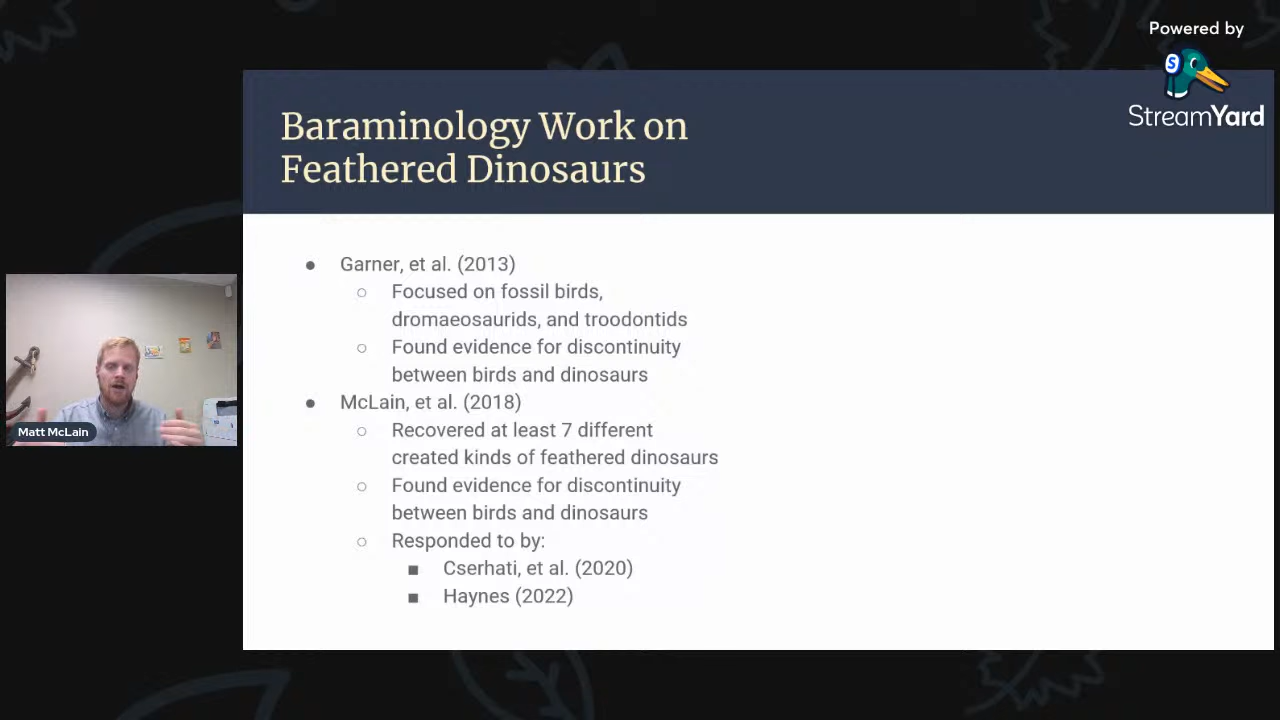 Powered by
S
StreamYard
Baraminology Work on
Feathered Dinosaurs
● Garner, et al. (2013)
○ Focused on fossil birds,
dromaeosaurids, and troodontids
○ Found evidence for discontinuity
between birds and dinosaurs
● McLain, et al. (2018)
○ Recovered at least 7 different
created kinds of feathered dinosaurs
○ Found evidence for discontinuity
between birds and dinosaurs
○ Responded to by:
■ Cserhati, et al. (2020)
■ Haynes (2022)
Matt McLain